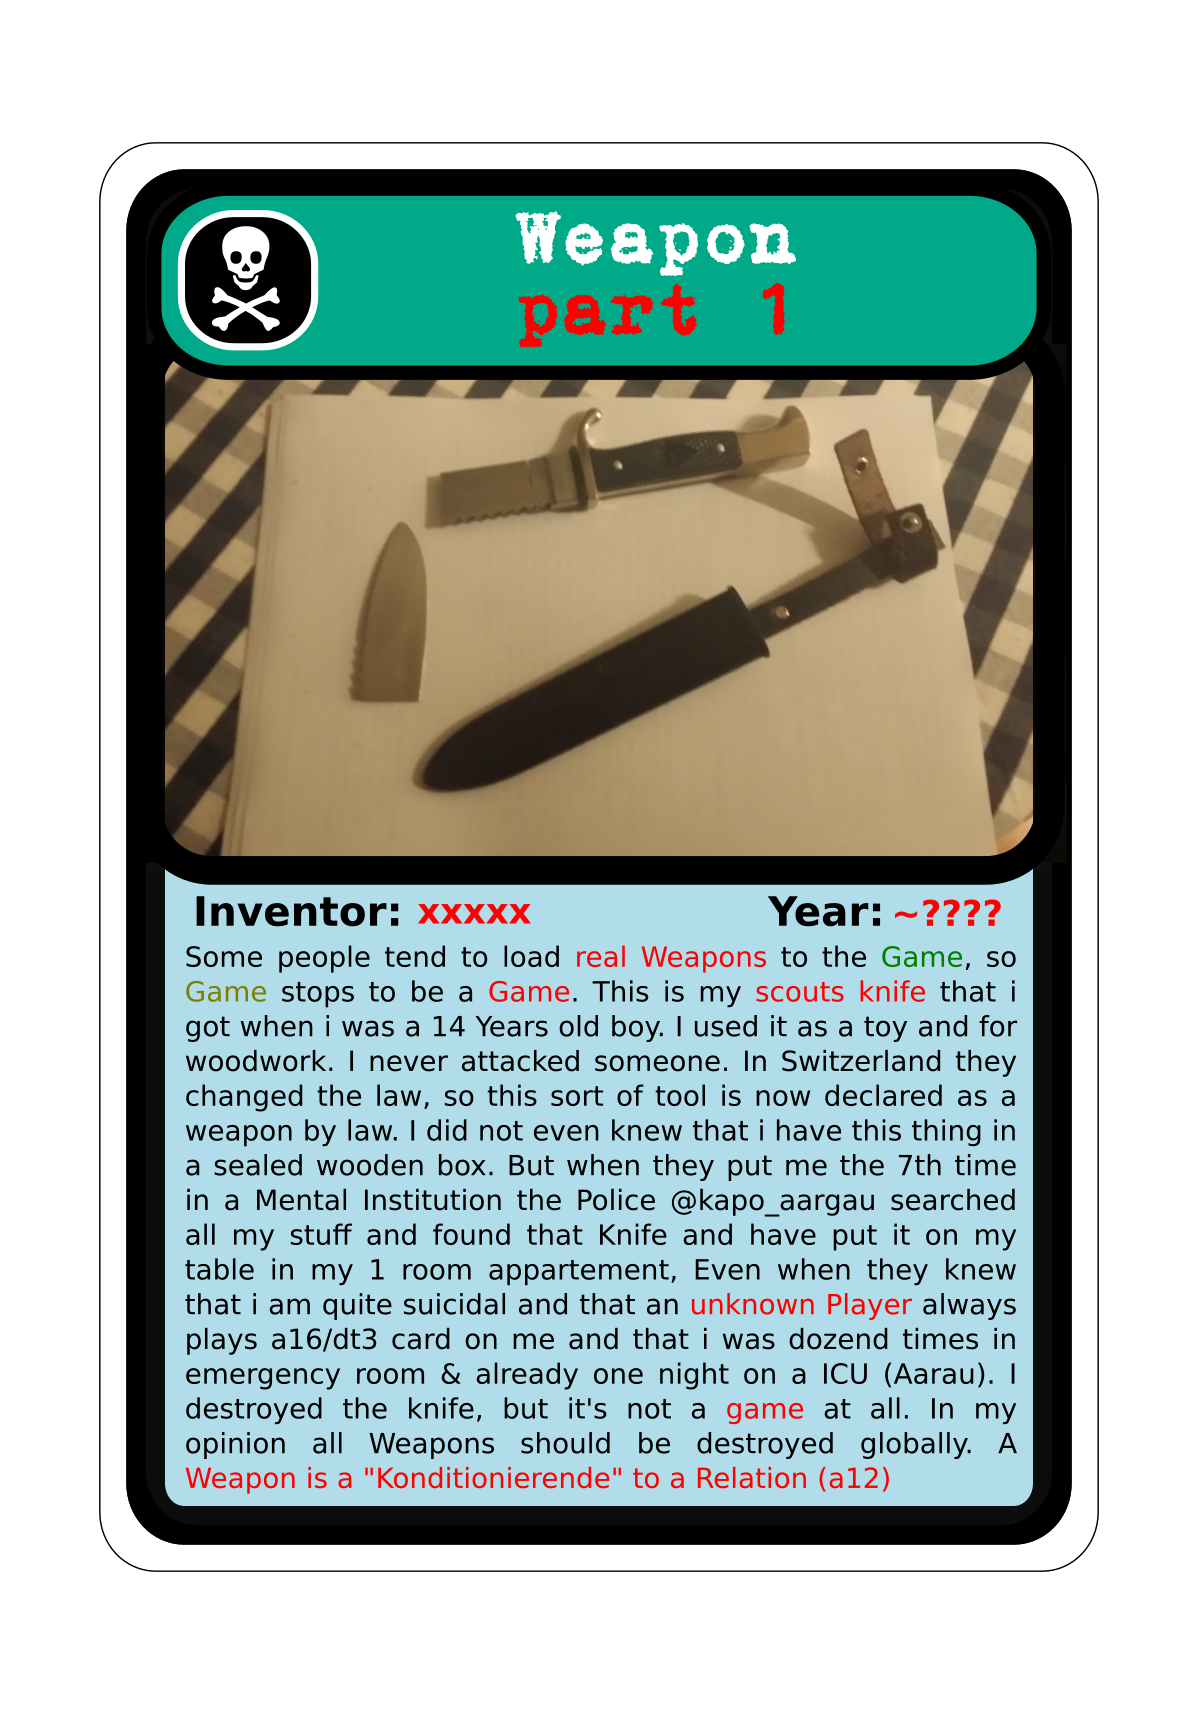 Weapon
part 1
Inventor: xxxxx Year: ~????
Some people tend to load real Weapons to the Game, so
Game stops to be a Game. This is my scouts knife that i
got when i was a 14 Years old boy. I used it as a toy and for
woodwork. I never attacked someone. In Switzerland they
changed the law, so this sort of tool is now declared as a
weapon by law. I did not even knew that i have this thing in
a sealed wooden box. But when they put me the 7th time
in a Mental Institution the Police @kapo_aargau searched
all my stuff and found that Knife and have put it on my
table in my 1 room appartement, Even when they knew
that i am quite suicidal and that an unknown Player always
plays a16/dt3 card on me and that i was dozend times in
emergency room & already one night on a ICU (Aarau). I
destroyed the knife, but it's not a game at all. In my
opinion all Weapons should be destroyed globally. A
Weapon is a "Konditionierende" to a Relation (a12)